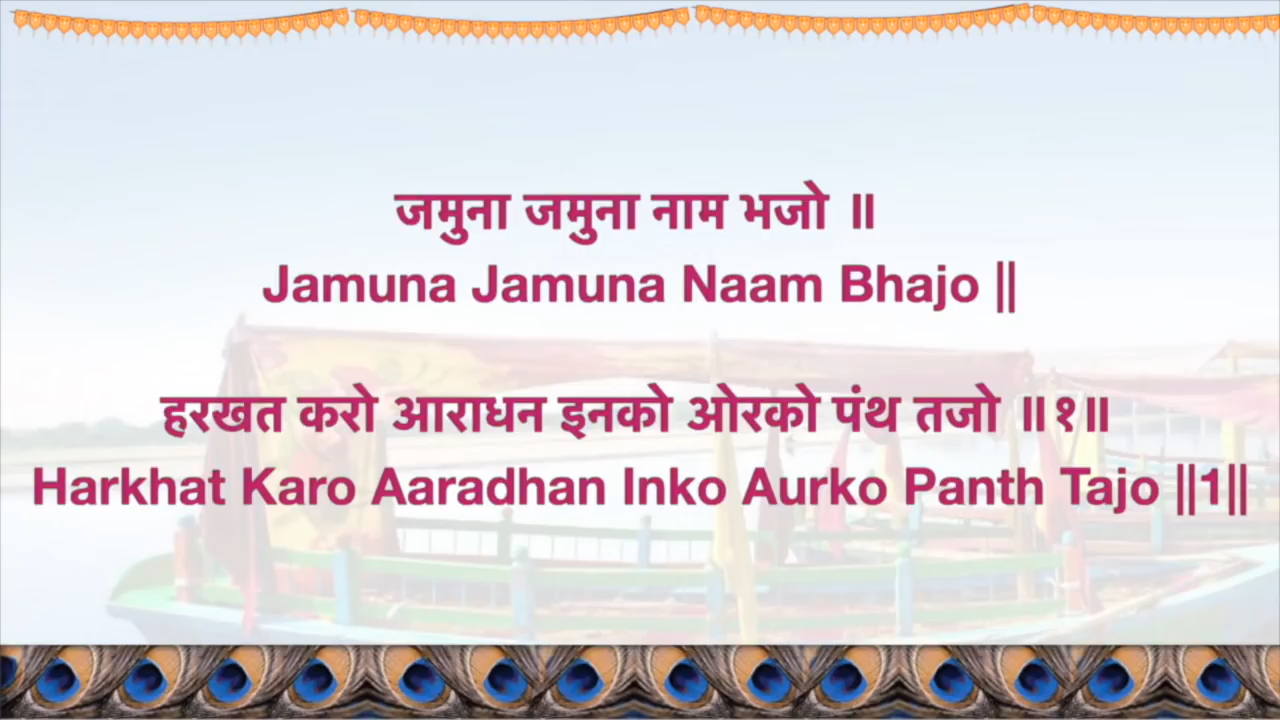 जमुना जमुना नाम भजो ॥
Jamuna Jamuna Naam Bhajo ||
हरखत करो आराधन इनको ओरको पंथ तजो ॥१॥
Harkhat Karo Aaradhan Inko Aurko Panth Tajo ||1||